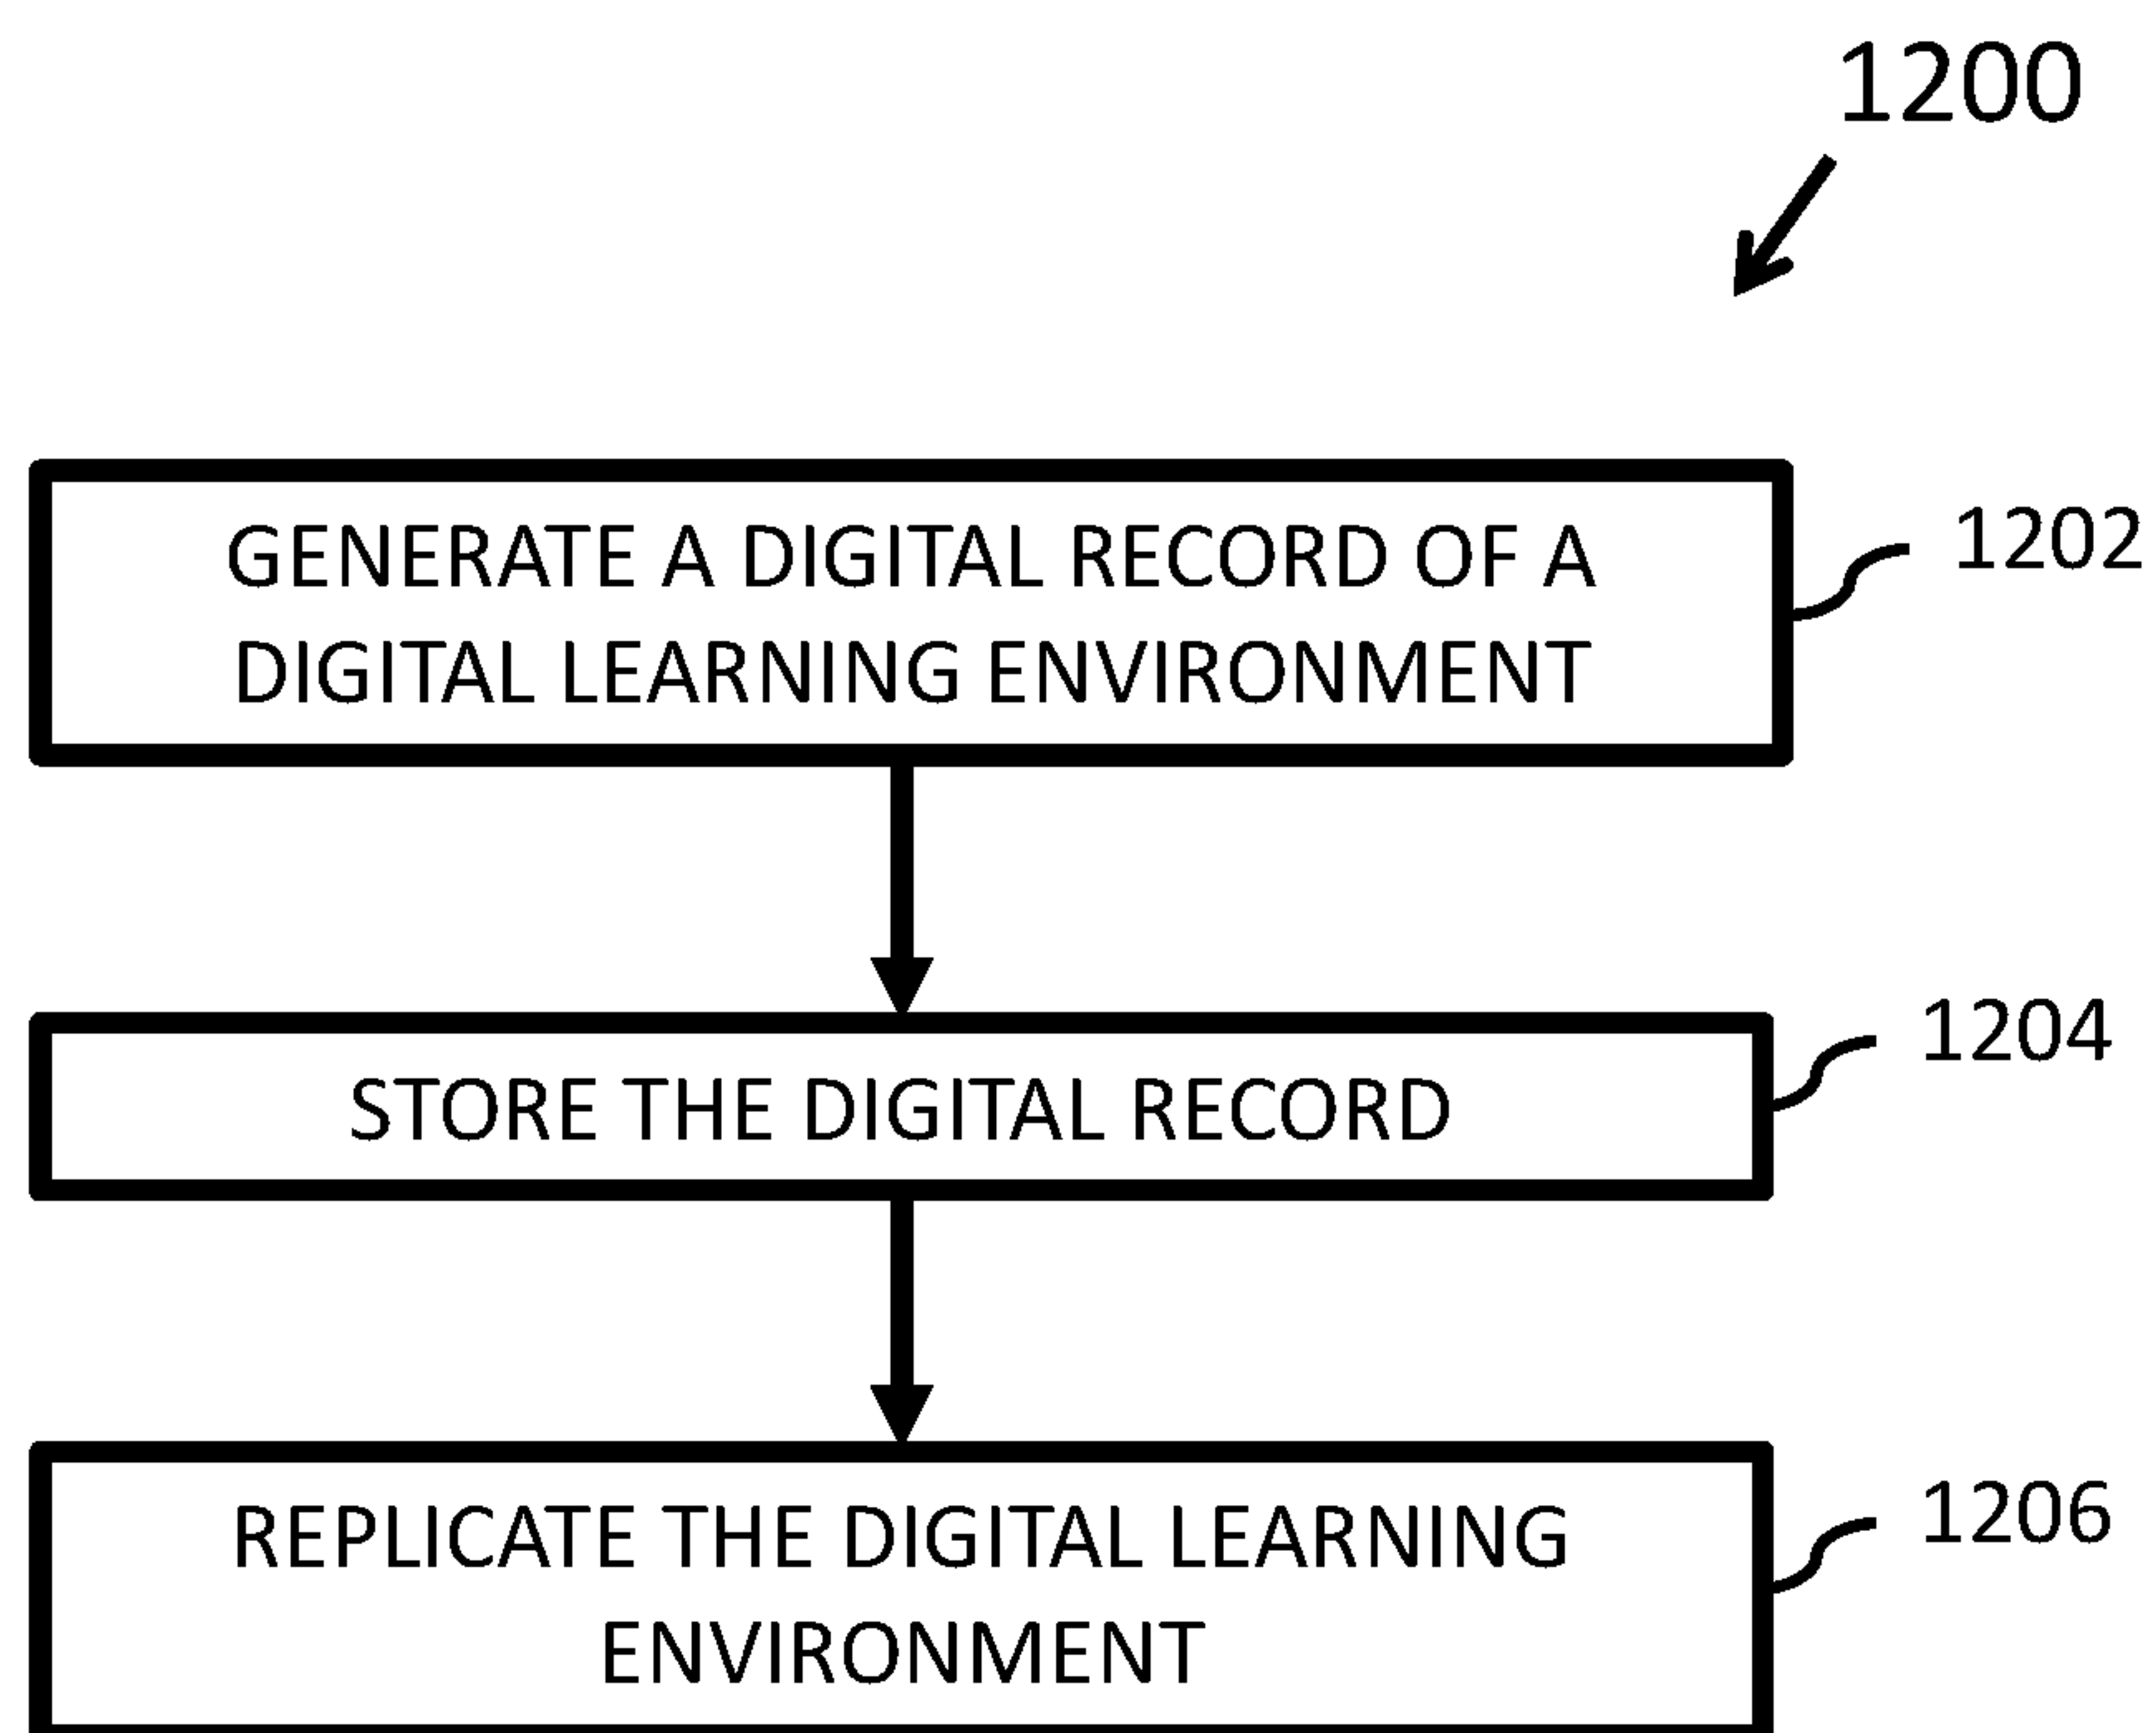 1200
GENERATE A DIGITAL RECORD OF A
DIGITAL LEARNING ENVIRONMENT
1202
STORE THE DIGITAL RECORD
1204
REPLICATE THE DIGITAL LEARNING
ENVIRONMENT
1206